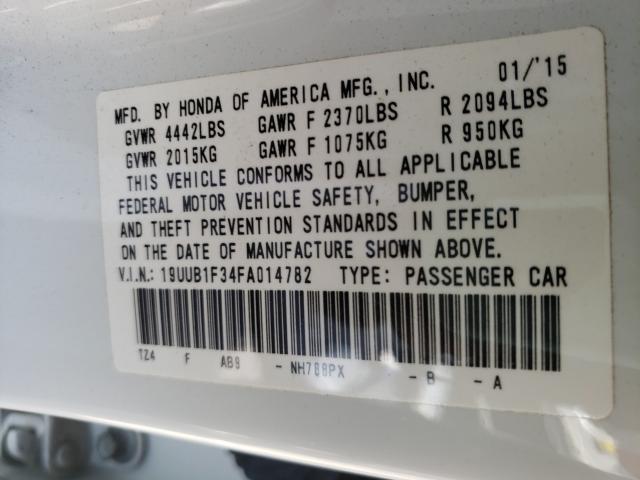 MFD. BY HONDA OF AMERICA MFG., INC. 01/'15
GVWR 4442LBS GAWR F 2370LBS R 2094LBS
GVWR 2015KG GAWR F 1075KG R 950KG
THIS VEHICLE CONFORMS TO ALL APPLICABLE
FEDERAL MOTOR VEHICLE SAFETY, BUMPER,
AND THEFT PREVENTION STANDARDS IN EFFECT
ON THE DATE OF MANUFACTURE SHOWN ABOVE.
V.I.N.: 19UUB1F34FA014782 TYPE: PASSENGER CAR
TZ4 F AB9 -NH788PX -B -A